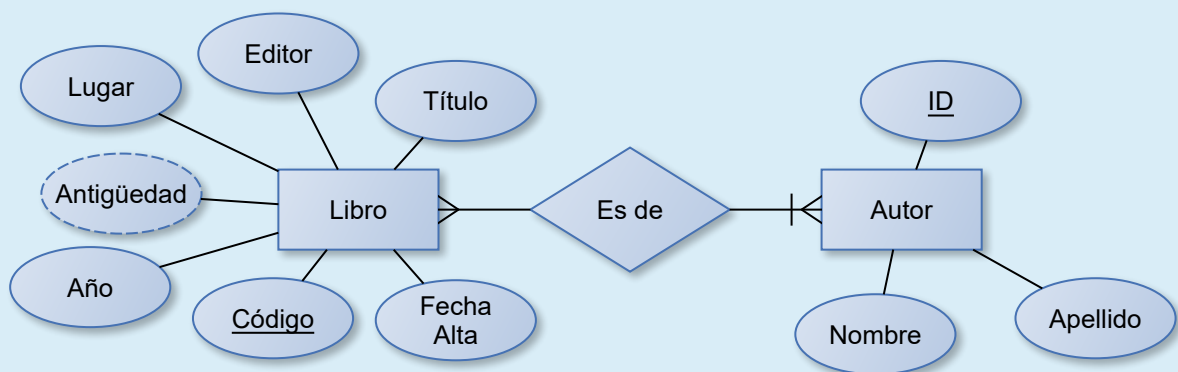 Editor
Lugar
Título
ID
Antigüedad
Libro
Es de
Autor
Año
Código
Fecha
Alta
Nombre
Apellido